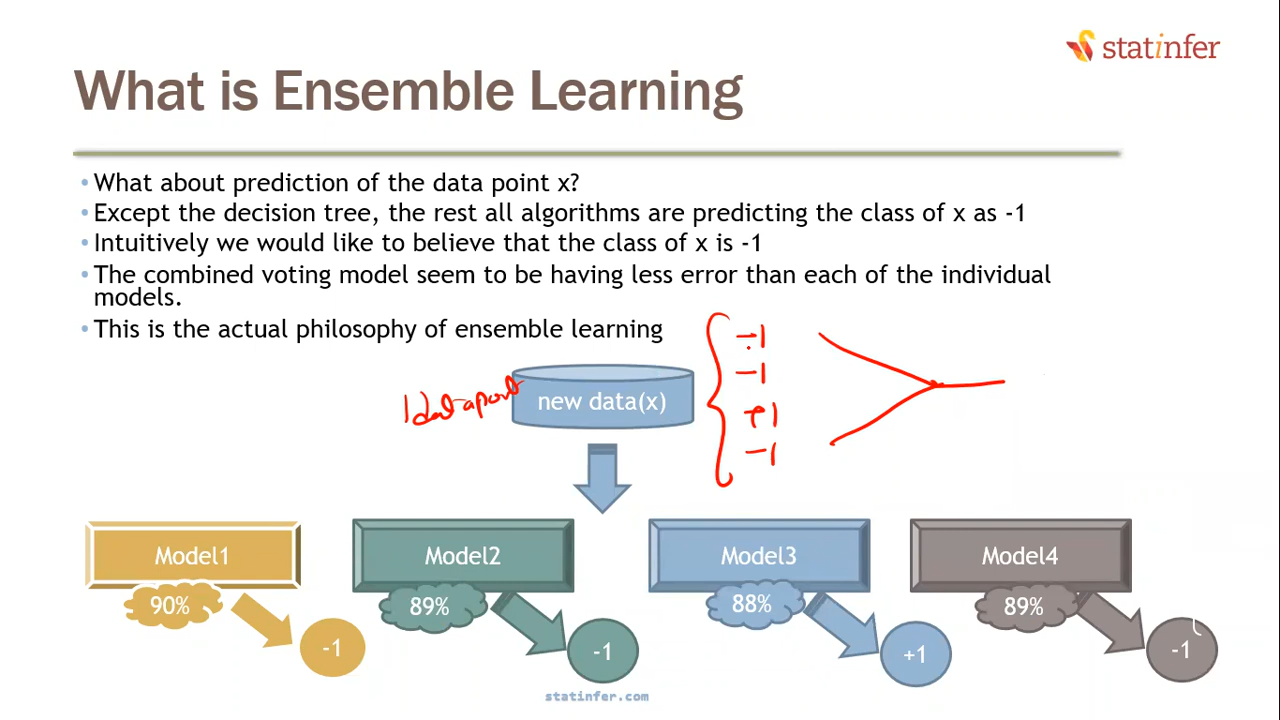 statinfer
What is Ensemble Learning
• What about prediction of the data point x?
• Except the decision tree, the rest all algorithms are predicting the class of x as -1
• Intuitively we would like to believe that the class of x is -1
• The combined voting model seem to be having less error than each of the individual
models.
• This is the actual philosophy of ensemble learning
-1
-1
+1
-1
1 data point
new data(x)
Model1
Model2
Model3
Model4
90%
89%
88%
89%
-1
-1
+1
-1
statinfer.com